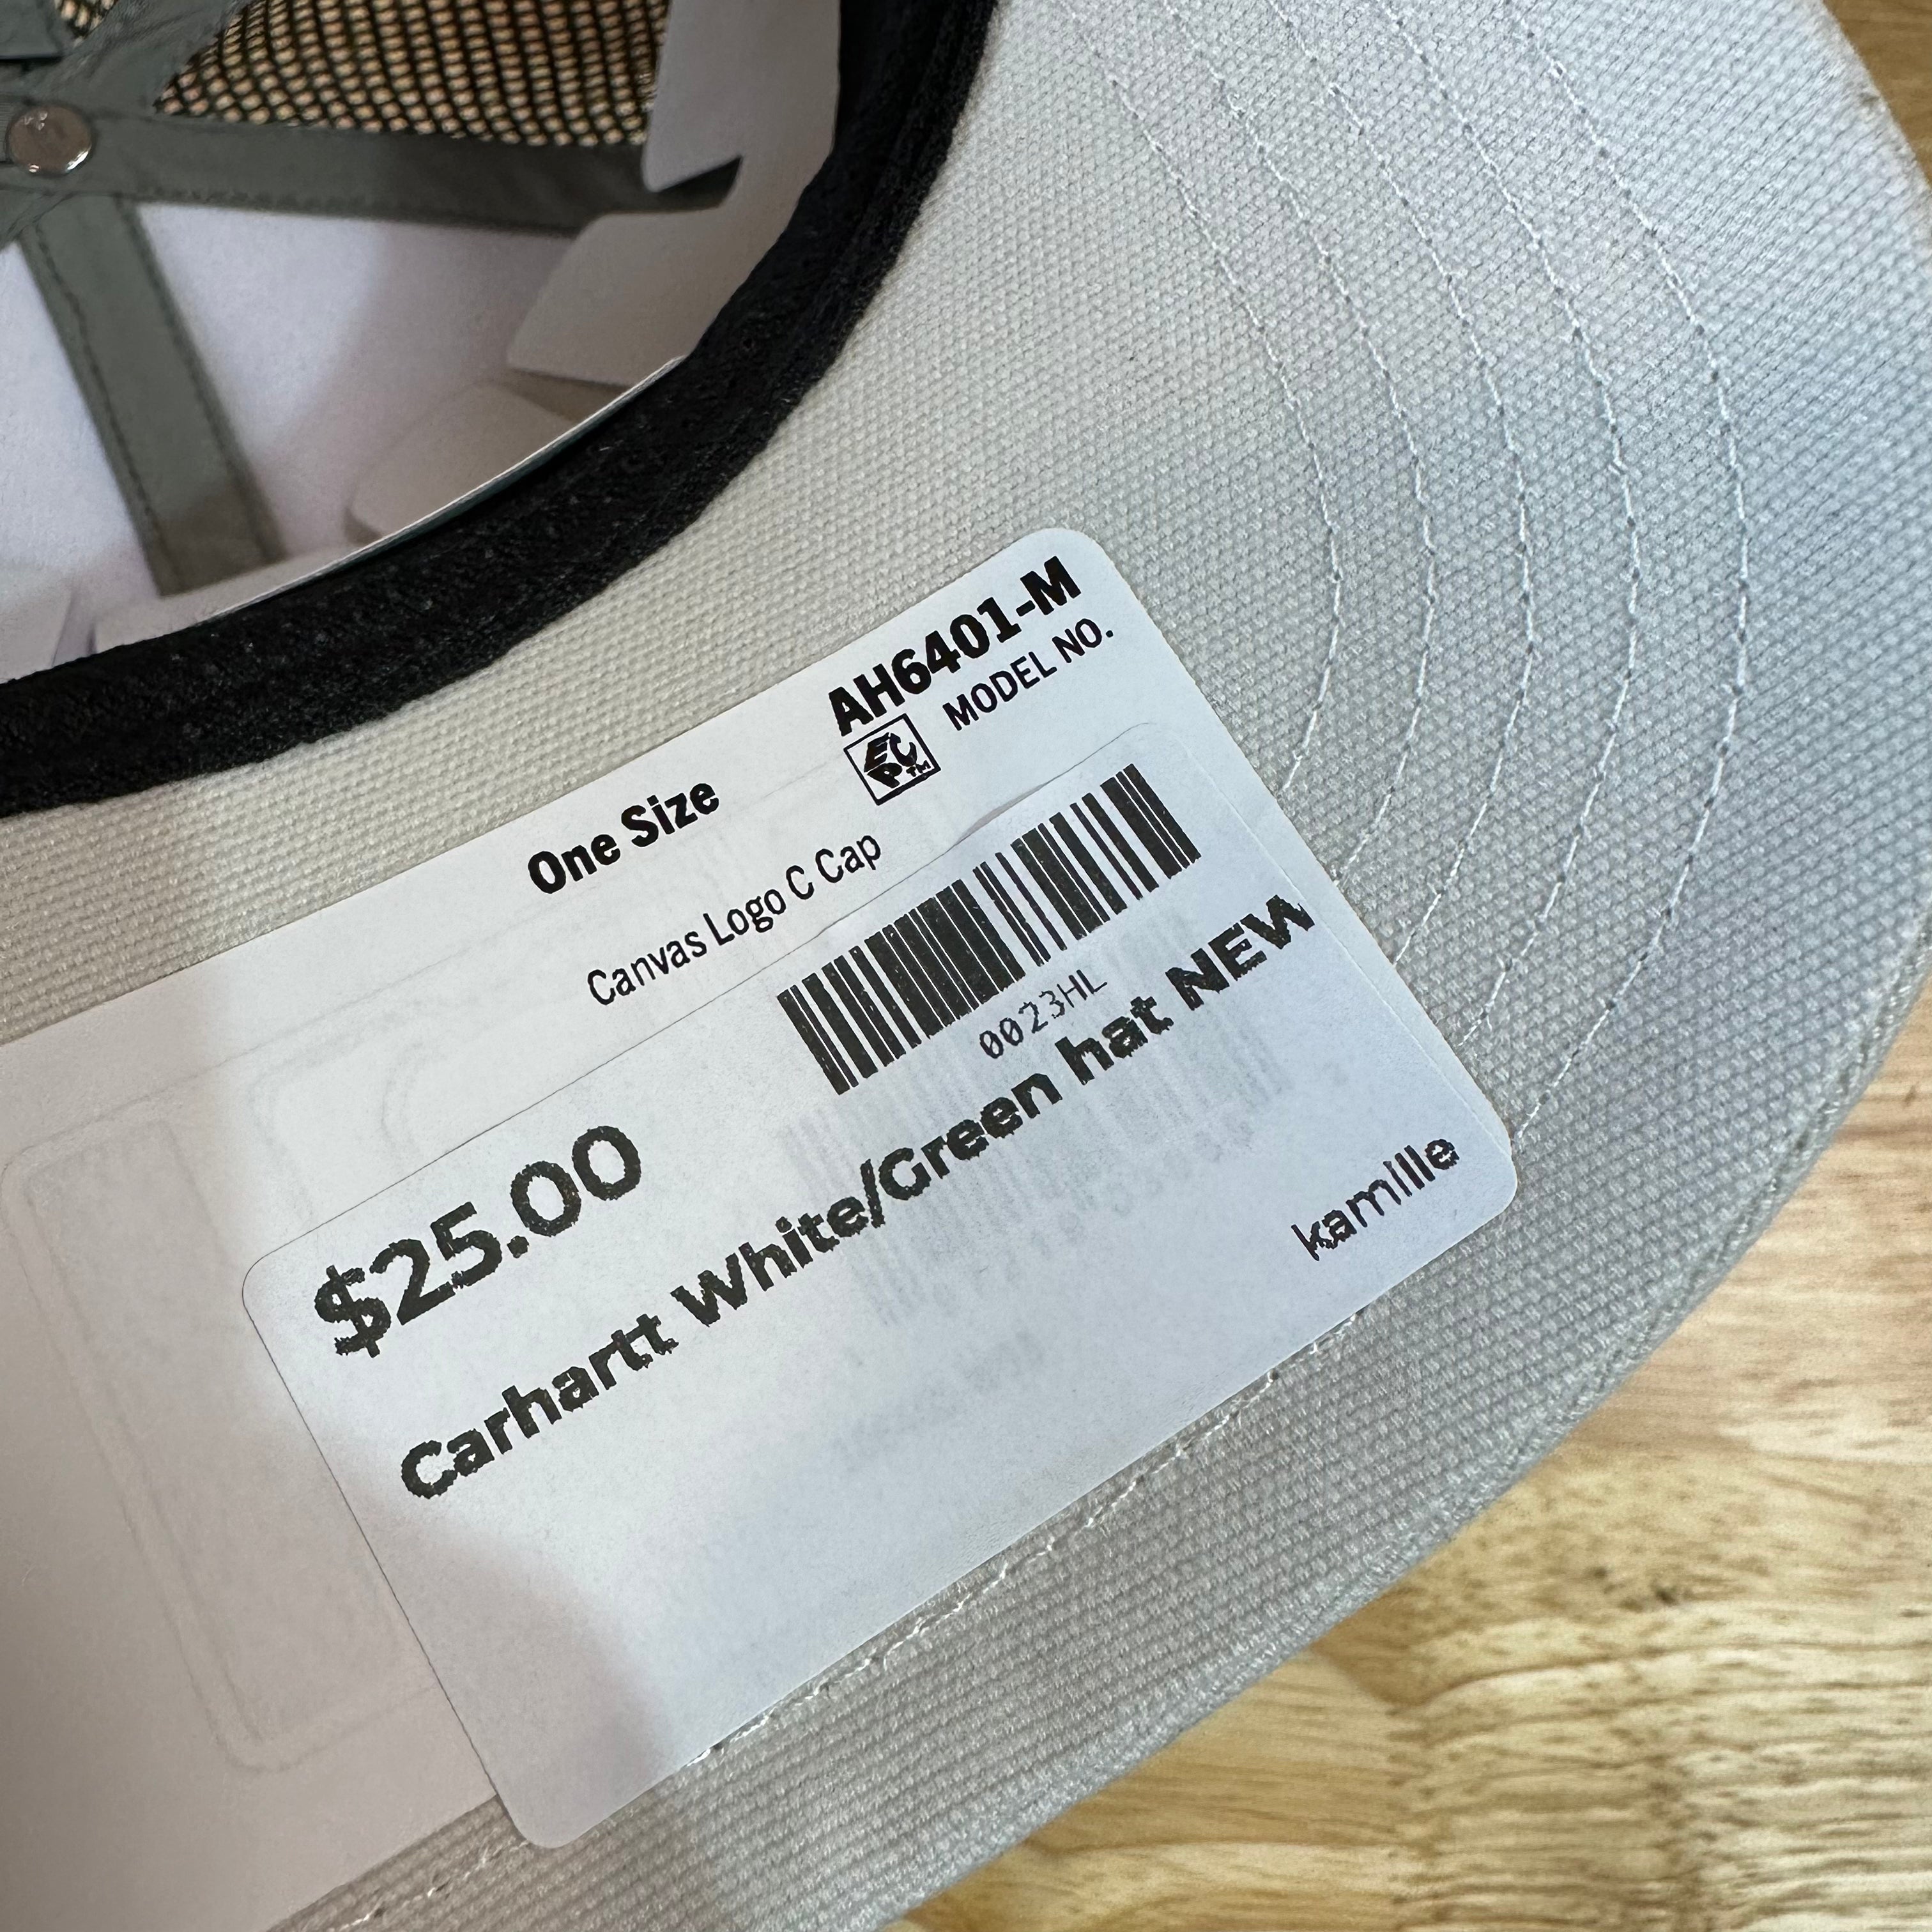 AH6401-M
MODEL NO.
One Size
Canvas Logo C Cap
0023HL
$25.00
Carhartt White/Green hat NEW
kamille